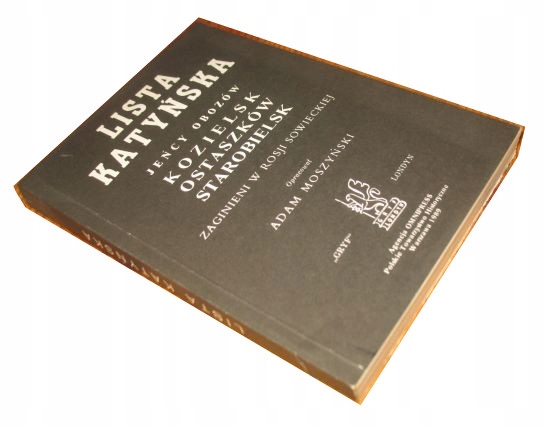 LISTA
KATYŃSKA
JEŃCY OBOZÓW
KOZIELSK
OSTASZKÓW
STAROBIELSK
ZAGINIENI W ROSJI SOWIECKIEJ
Opracował
ADAM MOSZYŃSKI
„GRYF”
LONDYN
Agencja OMNIPRESS
Polskie Towarzystwo Historyczne
Warszawa 1989
LISTA KATYŃSKA